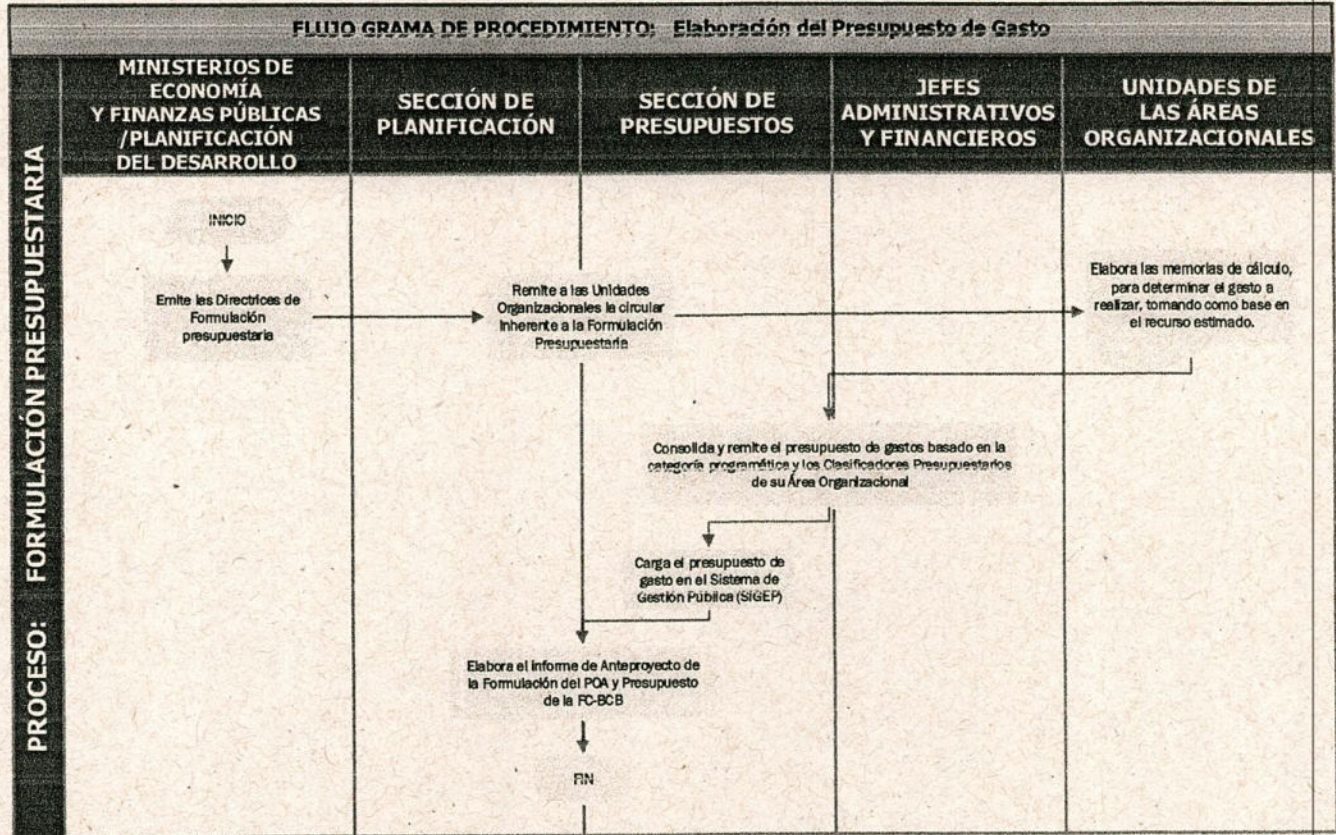 FLUJO GRAMA DE PROCEDIMIENTO: Elaboración del Presupuesto de Gasto
PROCESO: FORMULACIÓN PRESUPUESTARIA
MINISTERIOS DE
ECONOMÍA
Y FINANZAS PÚBLICAS
/PLANIFICACIÓN
DEL DESARROLLO
SECCIÓN DE
PLANIFICACIÓN
SECCIÓN DE
PRESUPUESTOS
JEFES
ADMINISTRATIVOS
Y FINANCIEROS
UNIDADES DE
LAS ÁREAS
ORGANIZACIONALES
INICIO
Emite las Directrices de
Formulación
presupuestaria
Remite a las Unidades
Organizacionales la circular
Inherente a la Formulación
Presupuestaria
Elabora las memorias de cálculo,
para determinar el gasto a
realizar, tomando como base en
el recurso estimado.
Consolida y remite el presupuesto de gastos basado en la
categoría programática y los Clasificadores Presupuestarios
de su Área Organizacional
Carga el presupuesto de
gasto en el Sistema de
Gestión Pública (SIGEP)
Elabora el informe de Anteproyecto de
la Formulación del POA y Presupuesto
de la FC-BCB
FIN